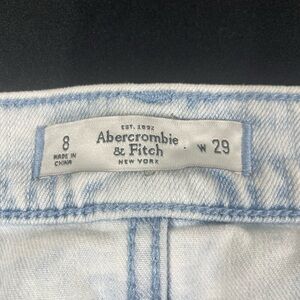 EST. 1892
8 Abercrombie W 29
MADE IN & Fitch
CHINA NEW YORK